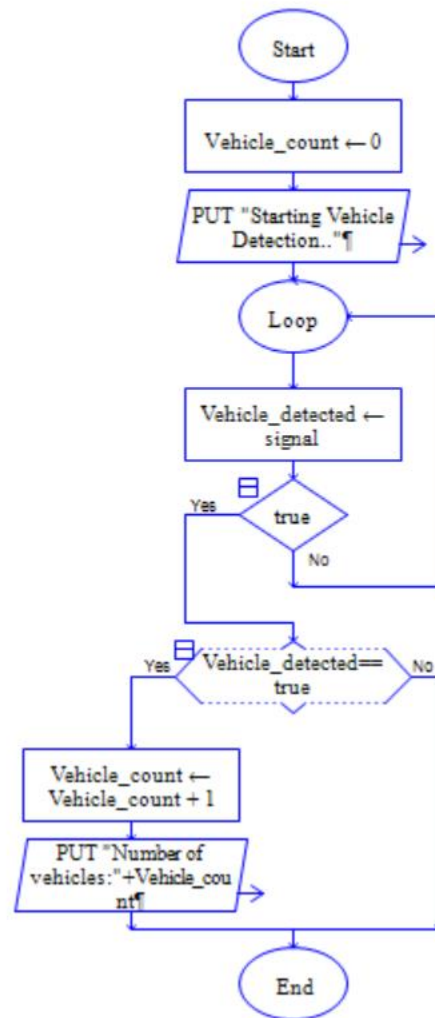 Start
Vehicle_count ← 0
PUT "Starting Vehicle
Detection.."¶
Loop
Vehicle_detected ←
signal
Yes
true
No
Yes
Vehicle_detected==
true
No
Vehicle_count ←
Vehicle_count + 1
PUT "Number of
vehicles:"+Vehicle_cou
nt¶
End